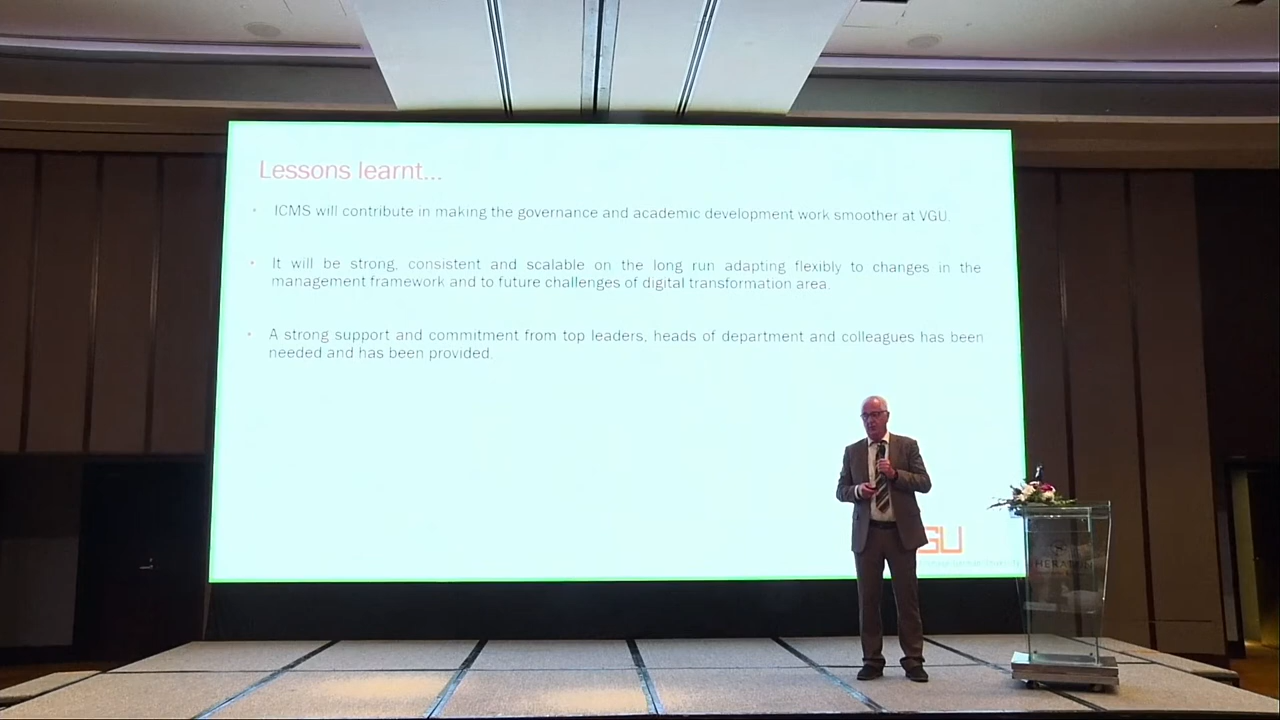 Lessons learnt...
• ICMS will contribute in making the governance and academic development work smoother at VGU.
• It will be strong, consistent and scalable on the long run adapting flexibly to changes in the
management framework and to future challenges of digital transformation area.
• A strong support and commitment from top leaders, heads of department and colleagues has been
needed and has been provided.
GU
HERAT